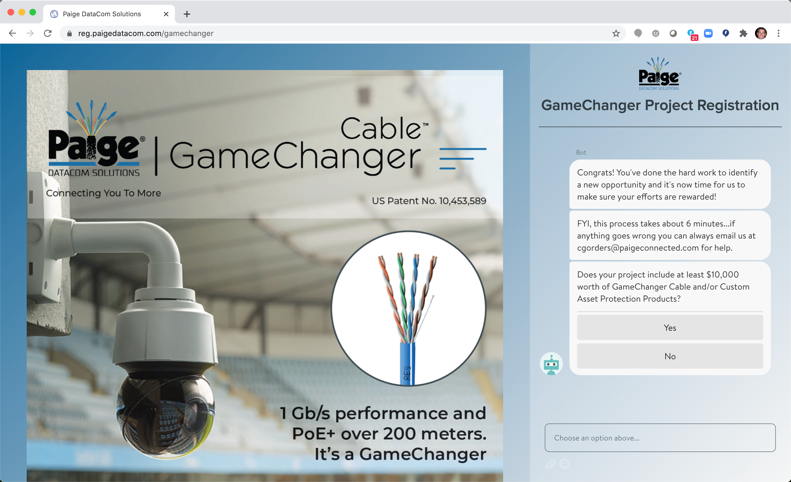 Paige DataCom Solutions
reg.paigedatacom.com/gamechanger
21
Paige®
DATACOM SOLUTIONS
Connecting You To More
Cable™
GameChanger
US Patent No. 10,453,589
1 Gb/s performance and
PoE+ over 200 meters.
It's a GameChanger
Paige
DATACOM SOLUTIONS
GameChanger Project Registration
Bot
Congrats! You've done the hard work to identify
a new opportunity and it's now time for us to
make sure your efforts are rewarded!
FYI, this process takes about 6 minutes...if
anything goes wrong you can always email us at
cgorders@paigeconnected.com for help.
Does your project include at least $10,000
worth of GameChanger Cable and/or Custom
Asset Protection Products?
Yes
No
Choose an option above...